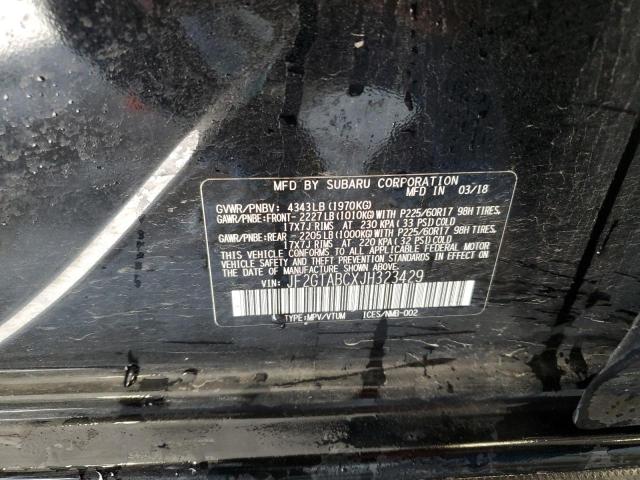 MFD BY SUBARU CORPORATION
MFD IN 03/18
GVWR/PNBV: 4343LB (1970KG)
GAWR/PNBE:FRONT-2227LB(1010KG) WITH P225/60R17 98H TIRES,
17X7J RIMS AT 230 KPA( 33 PSI)COLD
GAWR/PNBE:REAR -2205LB(1000KG) WITH P225/60R17 98H TIRES,
17X7J RIMS AT 220 KPA( 32 PSI)COLD
THIS VEHICLE CONFORMS TO ALL APPLICABLE FEDERAL MOTOR
VEHICLE SAFETY, BUMPER, AND THEFT PREVENTION STANDARDS
IN EFFECT ON THE DATE OF MANUFACTURE SHOWN ABOVE.
VIN: JF2GTABCXJH323429
TYPE:MPV/VTUM ICES/NMB-002